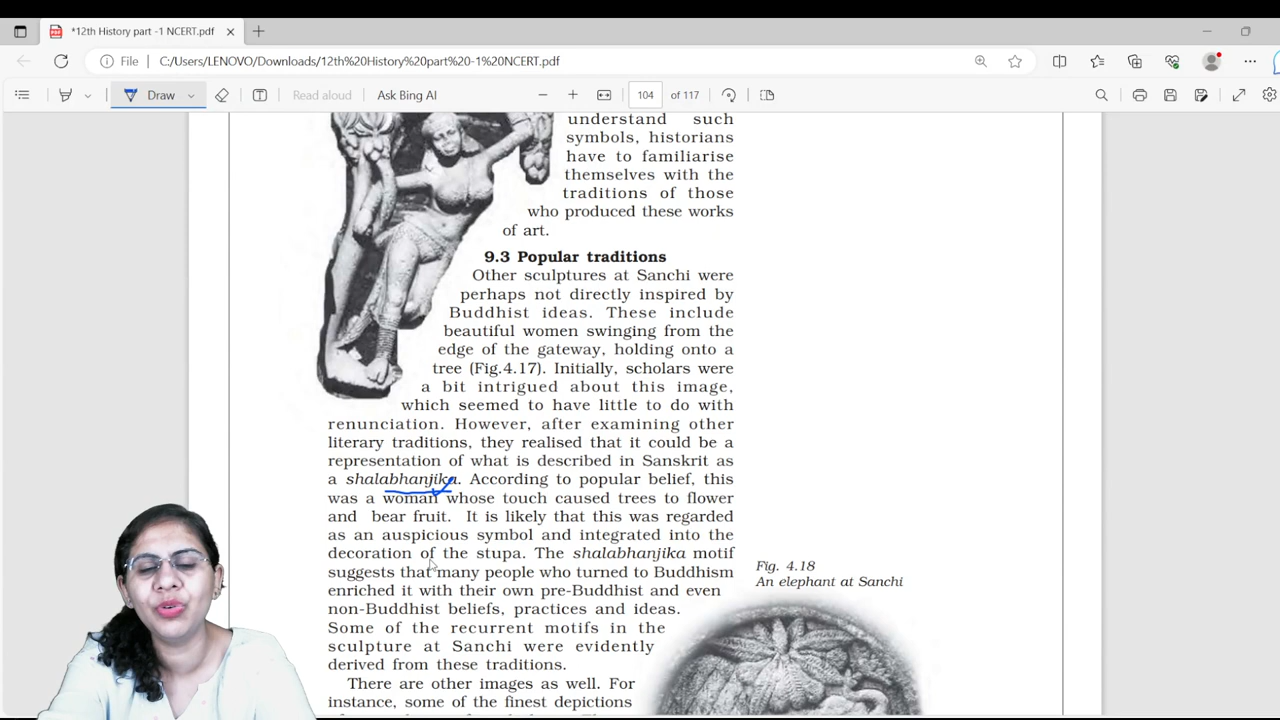 *12th History part -1 NCERT.pdf
File
C:/Users/LENOVO/Downloads/12th%20History%20part%20-1%20NCERT.pdf
Draw
Read aloud
Ask Bing AI
104 of 117
understand such
symbols, historians
have to familiarise
themselves with the
traditions of those
who produced these works
of art.
9.3 Popular traditions
Other sculptures at Sanchi were
perhaps not directly inspired by
Buddhist ideas. These include
beautiful women swinging from the
edge of the gateway, holding onto a
tree (Fig.4.17). Initially, scholars were
a bit intrigued about this image,
which seemed to have little to do with
renunciation. However, after examining other
literary traditions, they realised that it could be a
representation of what is described in Sanskrit as
a shalabhanjika. According to popular belief, this
was a woman whose touch caused trees to flower
and bear fruit. It is likely that this was regarded
as an auspicious symbol and integrated into the
decoration of the stupa. The shalabhanjika motif
suggests that many people who turned to Buddhism
enriched it with their own pre-Buddhist and even
non-Buddhist beliefs, practices and ideas.
Some of the recurrent motifs in the
sculpture at Sanchi were evidently
derived from these traditions.
There are other images as well. For
instance, some of the finest depictions
Fig. 4.18
An elephant at Sanchi